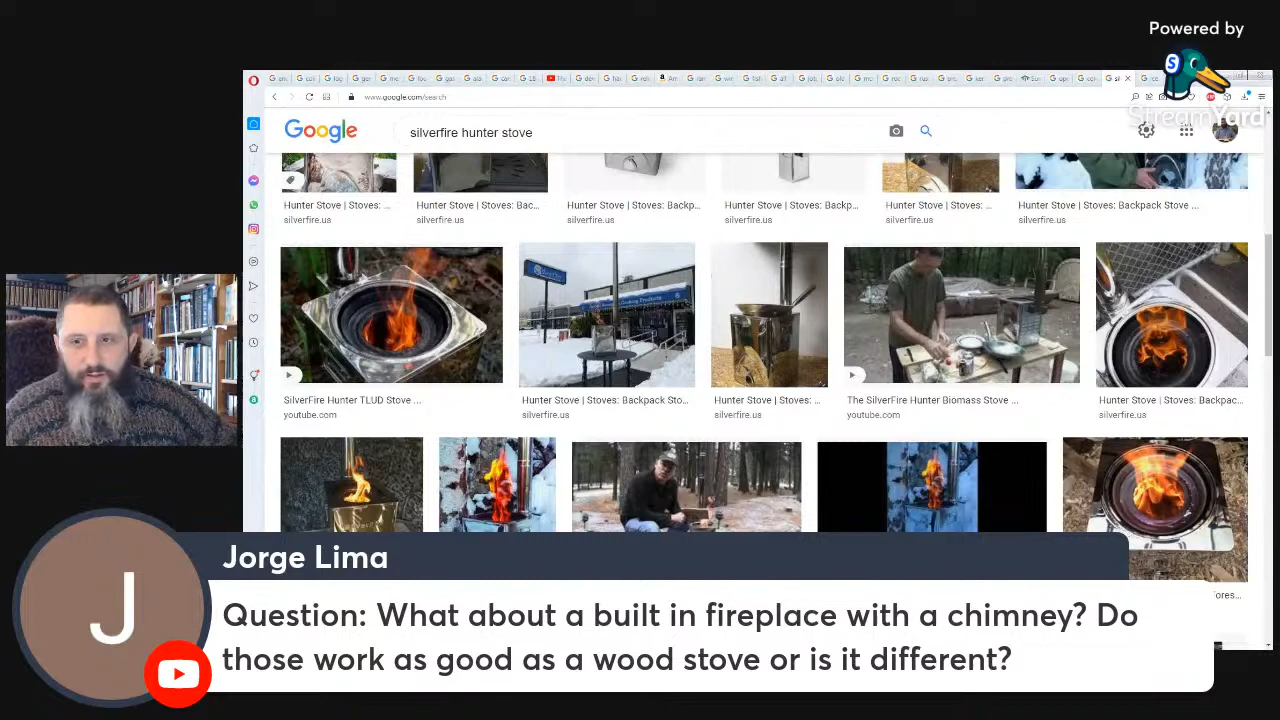 Powered by
StreamYard
www.google.com/search
Google
silverfire hunter stove
Hunter Stove | Stoves: ...
silverfire.us
Hunter Stove | Stoves: Bac...
silverfire.us
Hunter Stove | Stoves: Backp...
silverfire.us
Hunter Stove | Stoves: Backp...
silverfire.us
Hunter Stove | Stoves: ...
silverfire.us
Hunter Stove | Stoves: Backpack Stove ...
silverfire.us
SilverFire Hunter TLUD Stove ...
youtube.com
Hunter Stove | Stoves: Backpack Sto...
silverfire.us
Hunter Stove | Stoves: ...
silverfire.us
The SilverFire Hunter Biomass Stove ...
youtube.com
Hunter Stove | Stoves: Backpac...
silverfire.us
J
Jorge Lima
Question: What about a built in fireplace with a chimney? Do
those work as good as a wood stove or is it different?